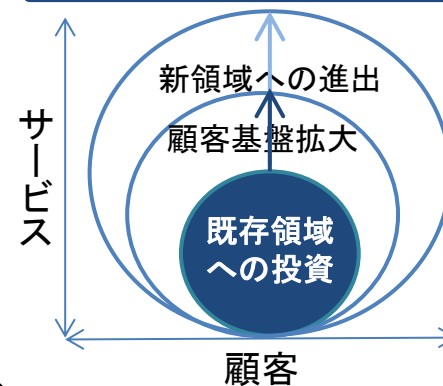 新領域への進出
顧客基盤拡大
サービス
既存領域
への投資
顧客